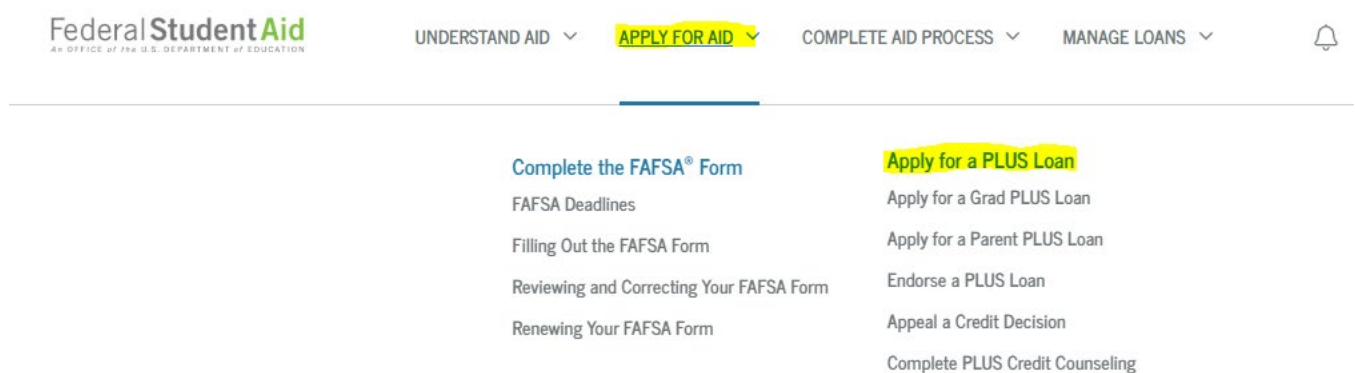 Federal Student Aid
An OFFICE of the U.S. DEPARTMENT of EDUCATION
UNDERSTAND AID APPLY FOR AID COMPLETE AID PROCESS MANAGE LOANS
Complete the FAFSA® Form
FAFSA Deadlines
Filling Out the FAFSA Form
Reviewing and Correcting Your FAFSA Form
Renewing Your FAFSA Form
Apply for a PLUS Loan
Apply for a Grad PLUS Loan
Apply for a Parent PLUS Loan
Endorse a PLUS Loan
Appeal a Credit Decision
Complete PLUS Credit Counseling